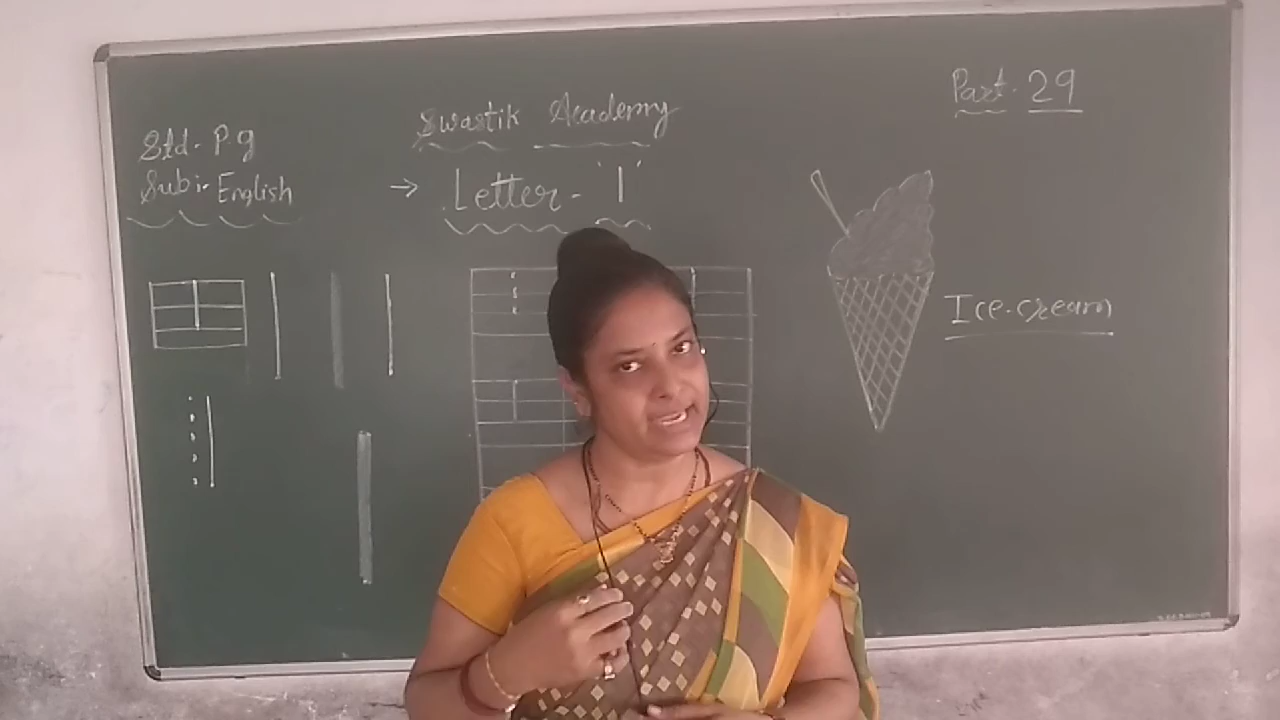 Part. 29
Swastik Academy
Std. P.g
Sub:- English
→ Letter - 'I'
Ice.cream